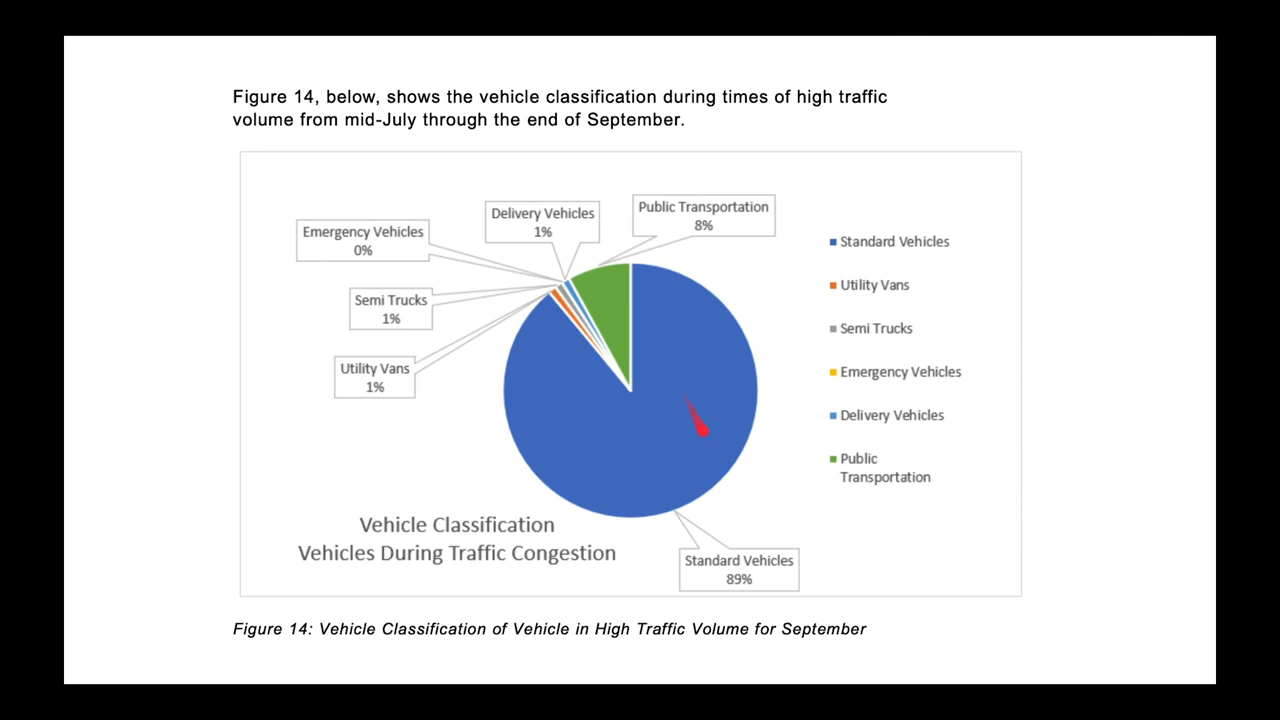 Figure 14, below, shows the vehicle classification during times of high traffic
volume from mid-July through the end of September.
Public Transportation
8%
Delivery Vehicles
1%
Emergency Vehicles
0%
Semi Trucks
1%
Utility Vans
1%
Standard Vehicles
89%
Standard Vehicles
Utility Vans
Semi Trucks
Emergency Vehicles
Delivery Vehicles
Public
Transportation
Vehicle Classification
Vehicles During Traffic Congestion
Figure 14: Vehicle Classification of Vehicle in High Traffic Volume for September